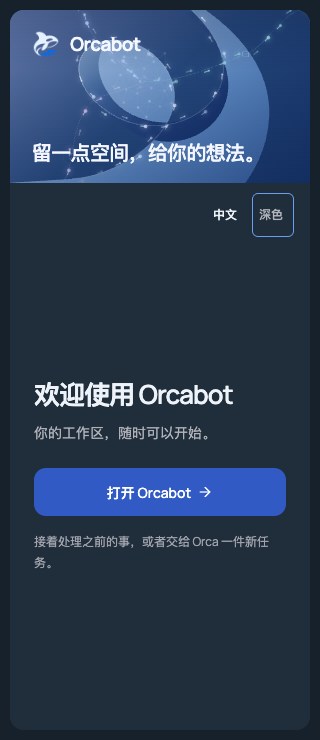 Orcabot
留一点空间，给你的想法。
中文
深色
欢迎使用 Orcabot
你的工作区，随时可以开始。
打开 Orcabot →
接着处理之前的事，或者交给 Orca 一件新任
务。